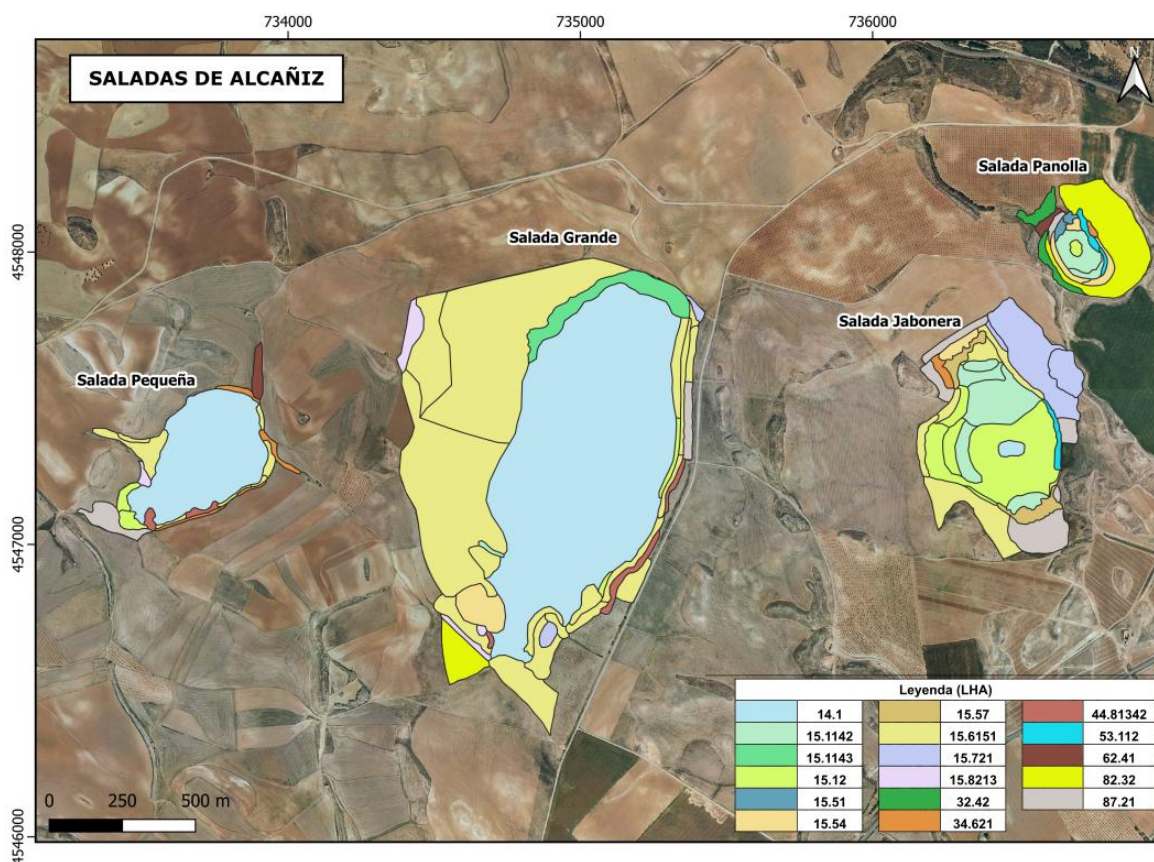 734000 735000 736000
SALADAS DE ALCAÑIZ
N
Salada Panolla
Salada Grande
4548000
Salada Jabonera
Salada Pequeña
4547000
Leyenda (LHA)
14.1 15.57 44.81342
15.1142 15.6151 53.112
15.1143 15.721 62.41
15.12 15.8213 82.32
15.51 32.42 87.21
15.54 34.621
0 250 500 m
4546000